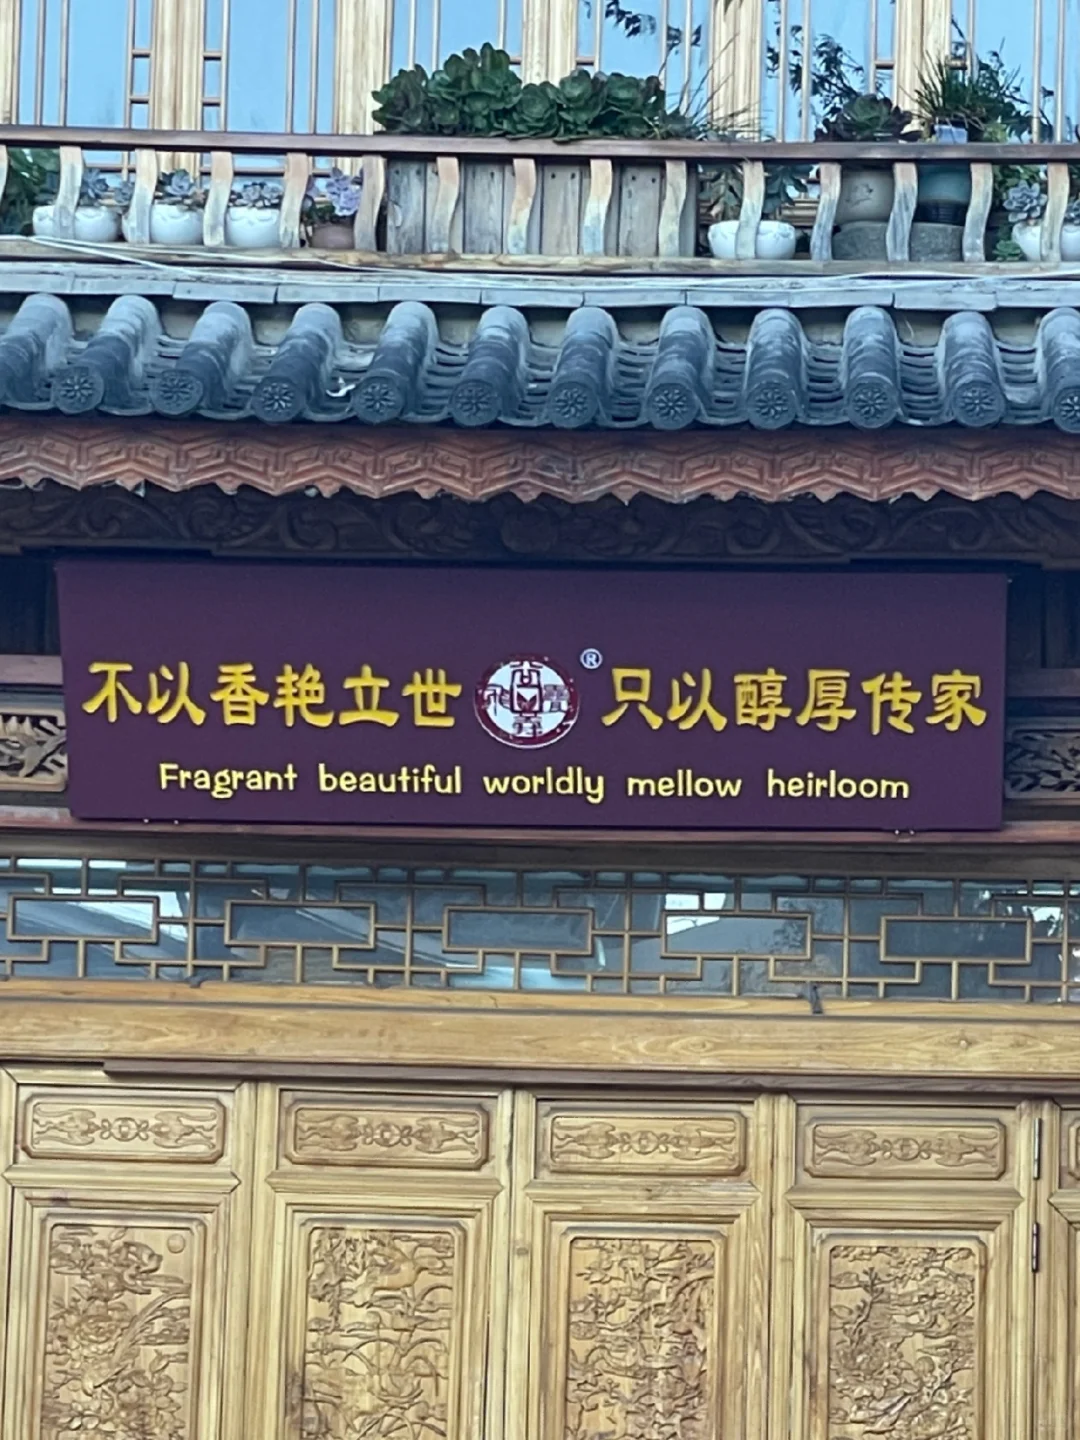 不以香艳立世 ® 只以醇厚传家
Fragrant beautiful worldly mellow heirloom